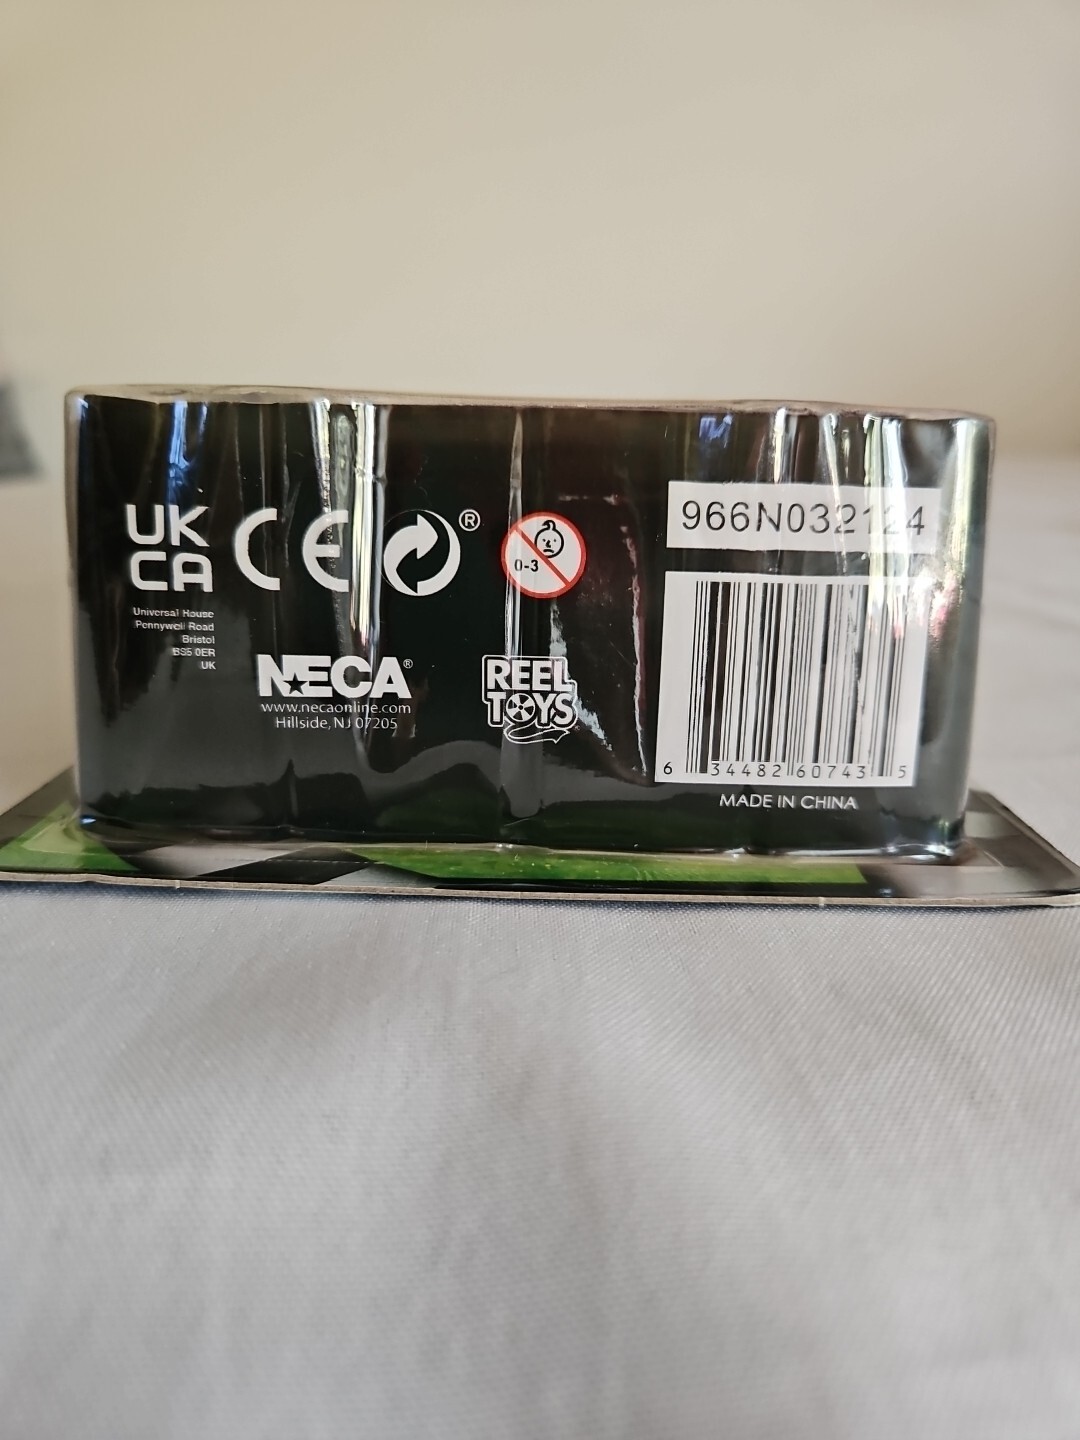 UK
CA
CE
®
0-3
966N032124
Universal House
Pennywell Road
Bristol
BS5 0ER
UK
NECA®
www.necaonline.com
Hillside, NJ 07205
REEL
TOYS
6 34482 60743 5
MADE IN CHINA